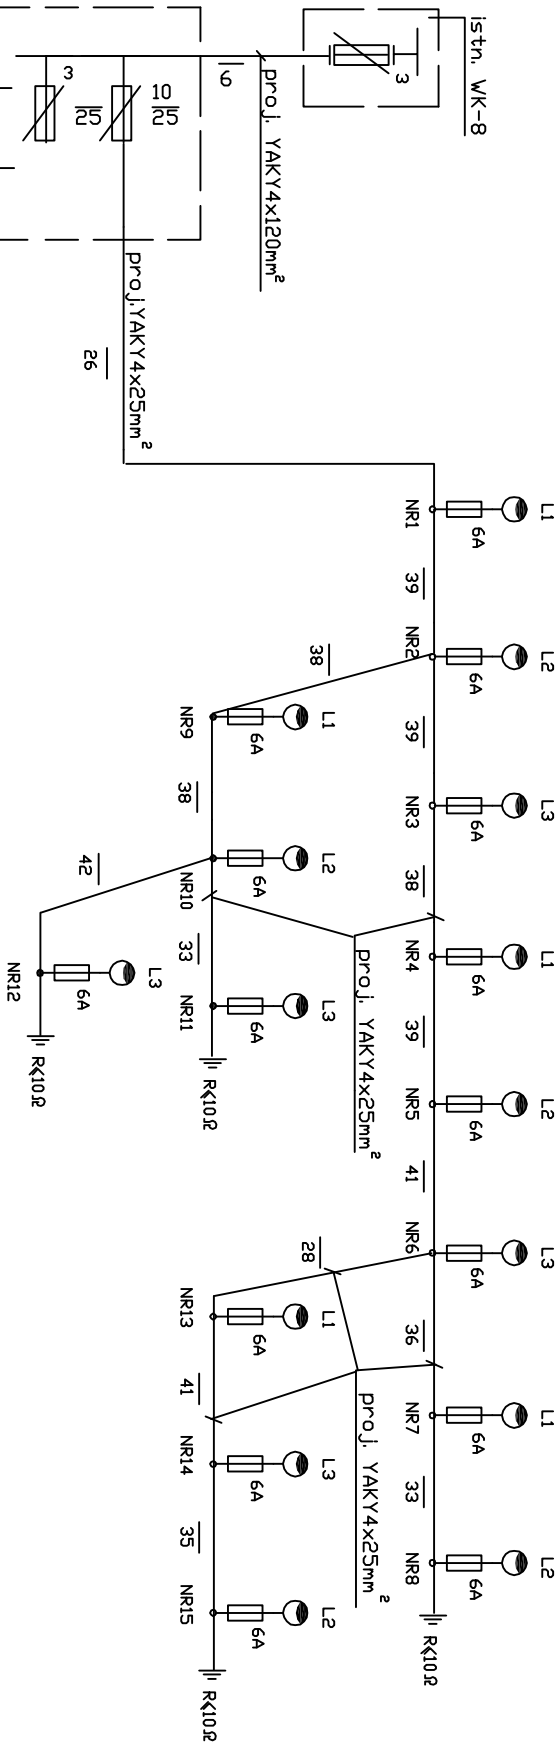 istn. WK-8
3
6
proj. YAKY4x120mm²
3
25
10
25
proj.YAKY4x25mm²
26
L1
6A
NR1
39
L2
6A
NR2
39
L3
6A
NR3
38
L1
6A
NR4
39
L2
6A
NR5
41
L3
6A
NR6
36
L1
6A
NR7
33
L2
6A
NR8
R<10Ω
38
L1
6A
NR9
38
L2
6A
NR10
33
L3
6A
NR11
R<10Ω
proj. YAKY4x25mm²
42
L3
6A
NR12
R<10Ω
28
L1
6A
NR13
41
L3
6A
NR14
35
L2
6A
NR15
R<10Ω
proj. YAKY4x25mm²